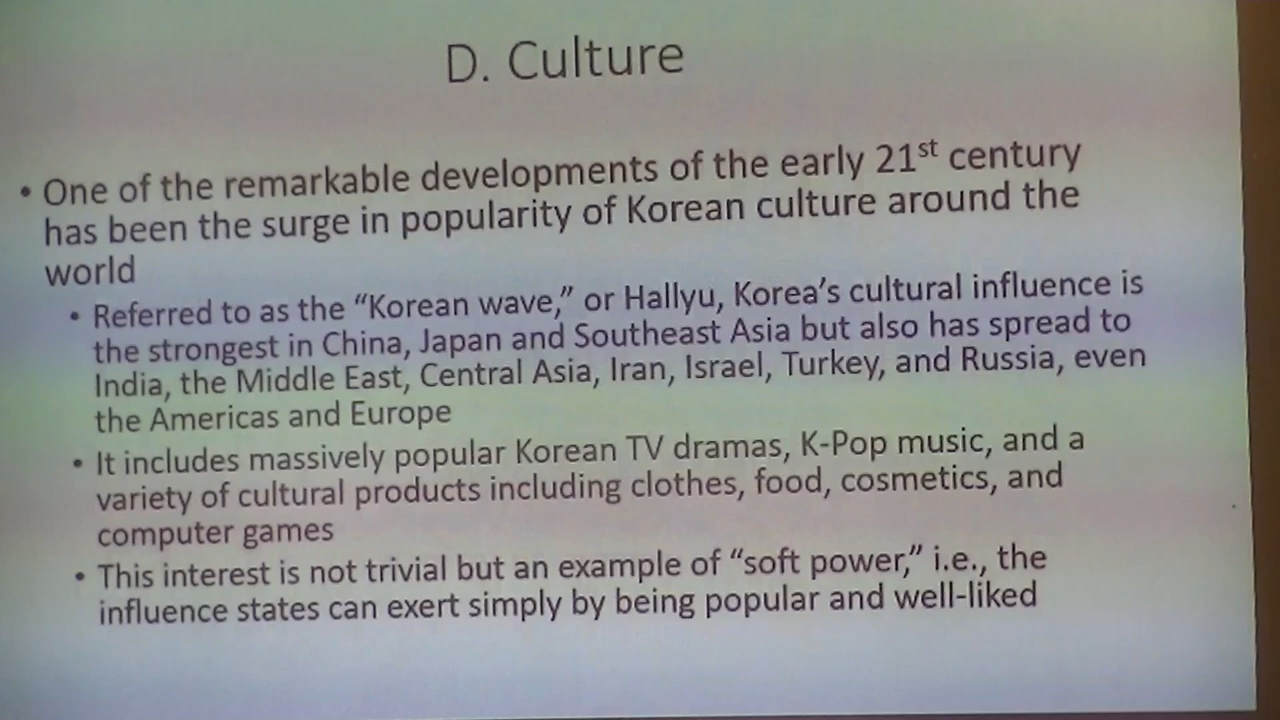 D. Culture
• One of the remarkable developments of the early 21st century
has been the surge in popularity of Korean culture around the
world
• Referred to as the “Korean wave,” or Hallyu, Korea’s cultural influence is
the strongest in China, Japan and Southeast Asia but also has spread to
India, the Middle East, Central Asia, Iran, Israel, Turkey, and Russia, even
the Americas and Europe
• It includes massively popular Korean TV dramas, K-Pop music, and a
variety of cultural products including clothes, food, cosmetics, and
computer games
• This interest is not trivial but an example of “soft power,” i.e., the
influence states can exert simply by being popular and well-liked